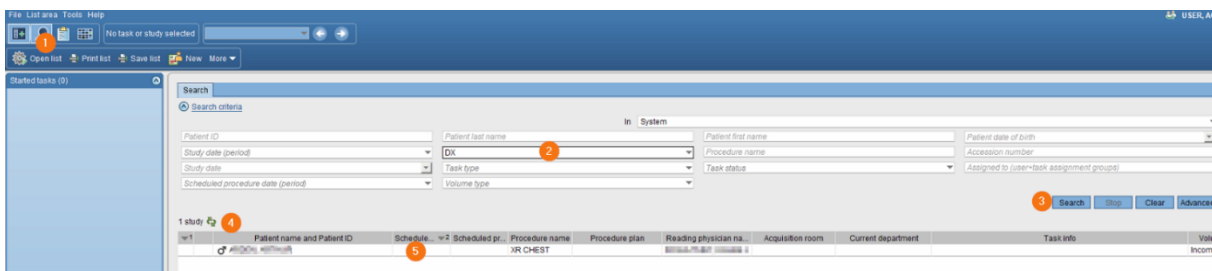 File List area Tools Help
USER, A
1
No task or study selected
Open list Print list Save list New More
Started tasks (0)
Search
Search criteria
In System
Patient ID Patient last name Patient first name Patient date of birth
Study date (period) DX 2 Procedure name Accession number
Study date Task type Task status Assigned to (user+task assignment groups)
Scheduled procedure date (period) Volume type
3 Search Stop Clear Advanced
1 study 4
1 Patient name and Patient ID Schedule... 2 Scheduled pr... Procedure name Procedure plan Reading physician na... Acquisition room Current department Task info Vol
5 XR CHEST Incom